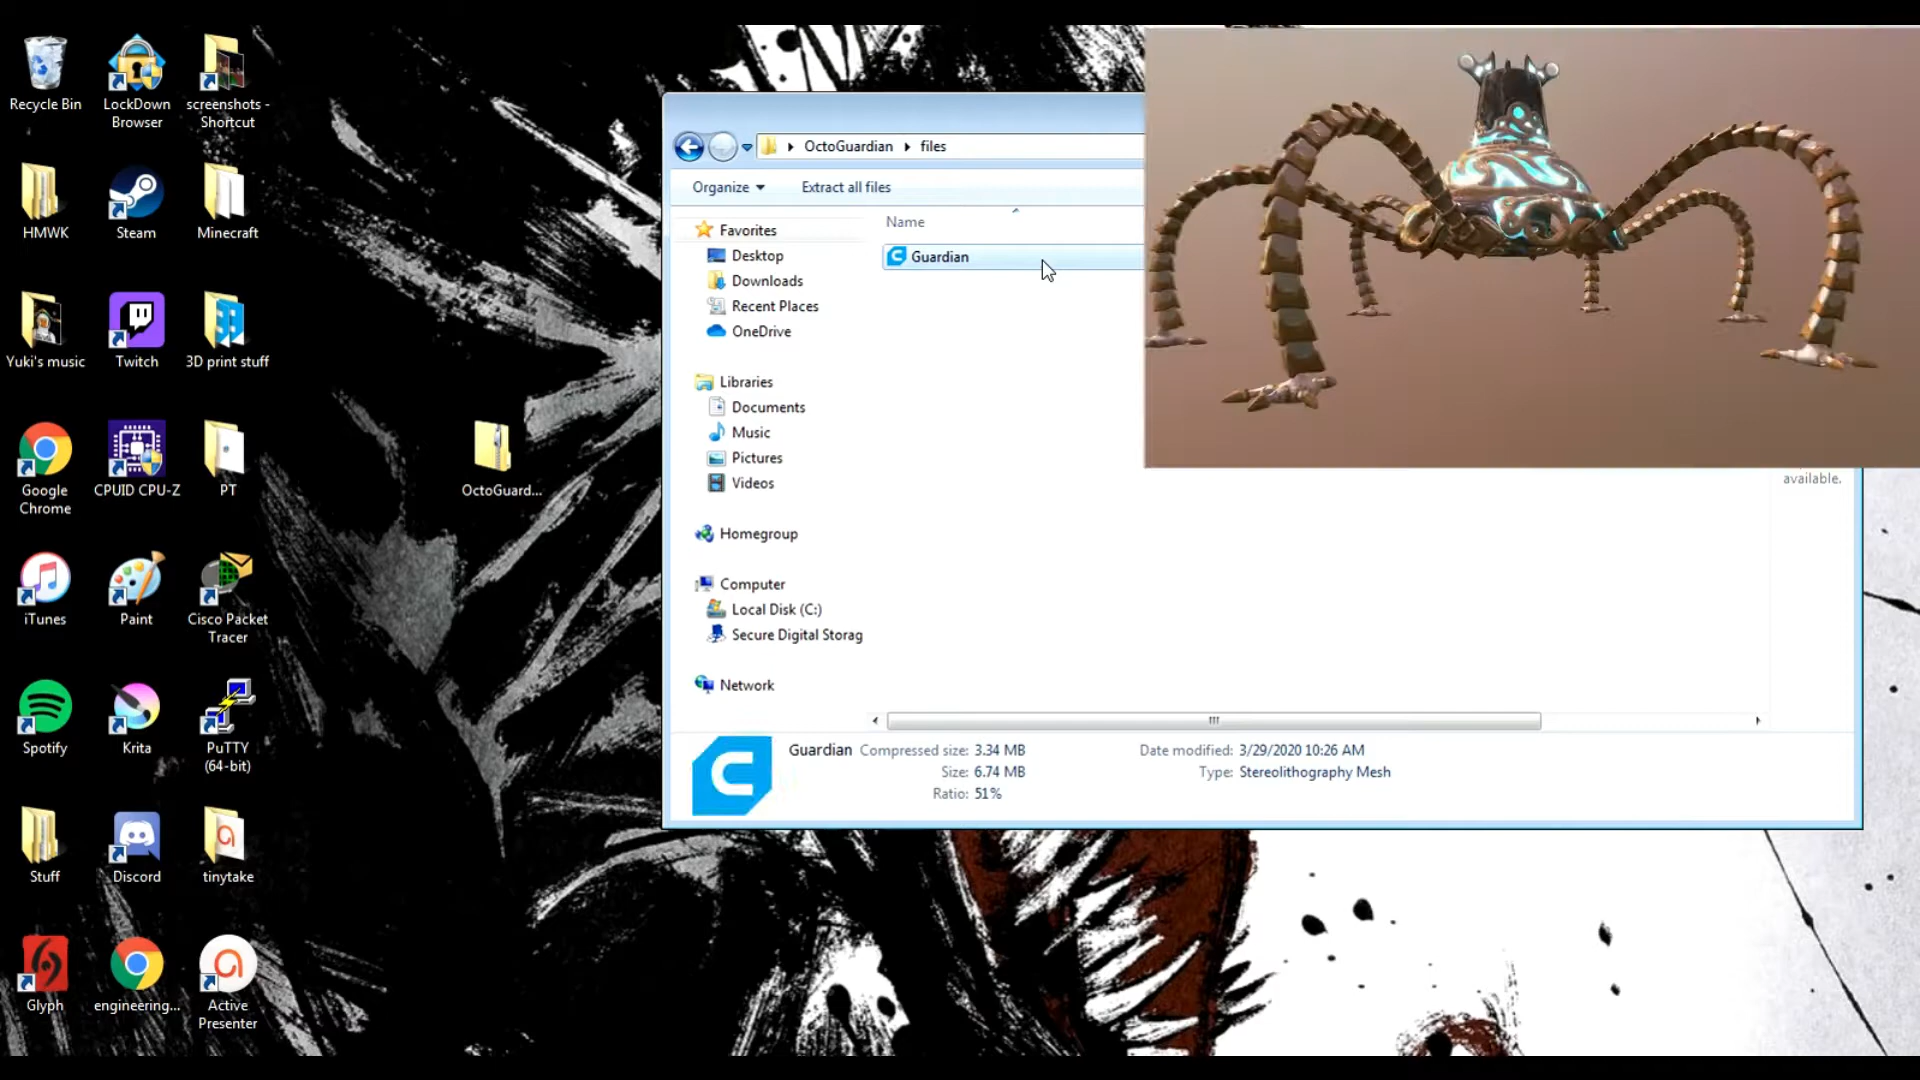 Recycle Bin
LockDown
Browser
screenshots -
Shortcut
HMWK
Steam
Minecraft
Yuki's music
Twitch
3D print stuff
Google
Chrome
CPUID CPU-Z
PT
OctoGuard...
iTunes
Paint
Cisco Packet
Tracer
Spotify
Krita
PuTTY
(64-bit)
Stuff
Discord
tinytake
Glyph
engineering...
Active
Presenter
OctoGuardian
files
Organize
Extract all files
Name
Guardian
Favorites
Desktop
Downloads
Recent Places
OneDrive
Libraries
Documents
Music
Pictures
Videos
Homegroup
Computer
Local Disk (C:)
Secure Digital Storag
Network
available.
Guardian Compressed size: 3.34 MB
Size: 6.74 MB
Ratio: 51%
Date modified: 3/29/2020 10:26 AM
Type: Stereolithography Mesh